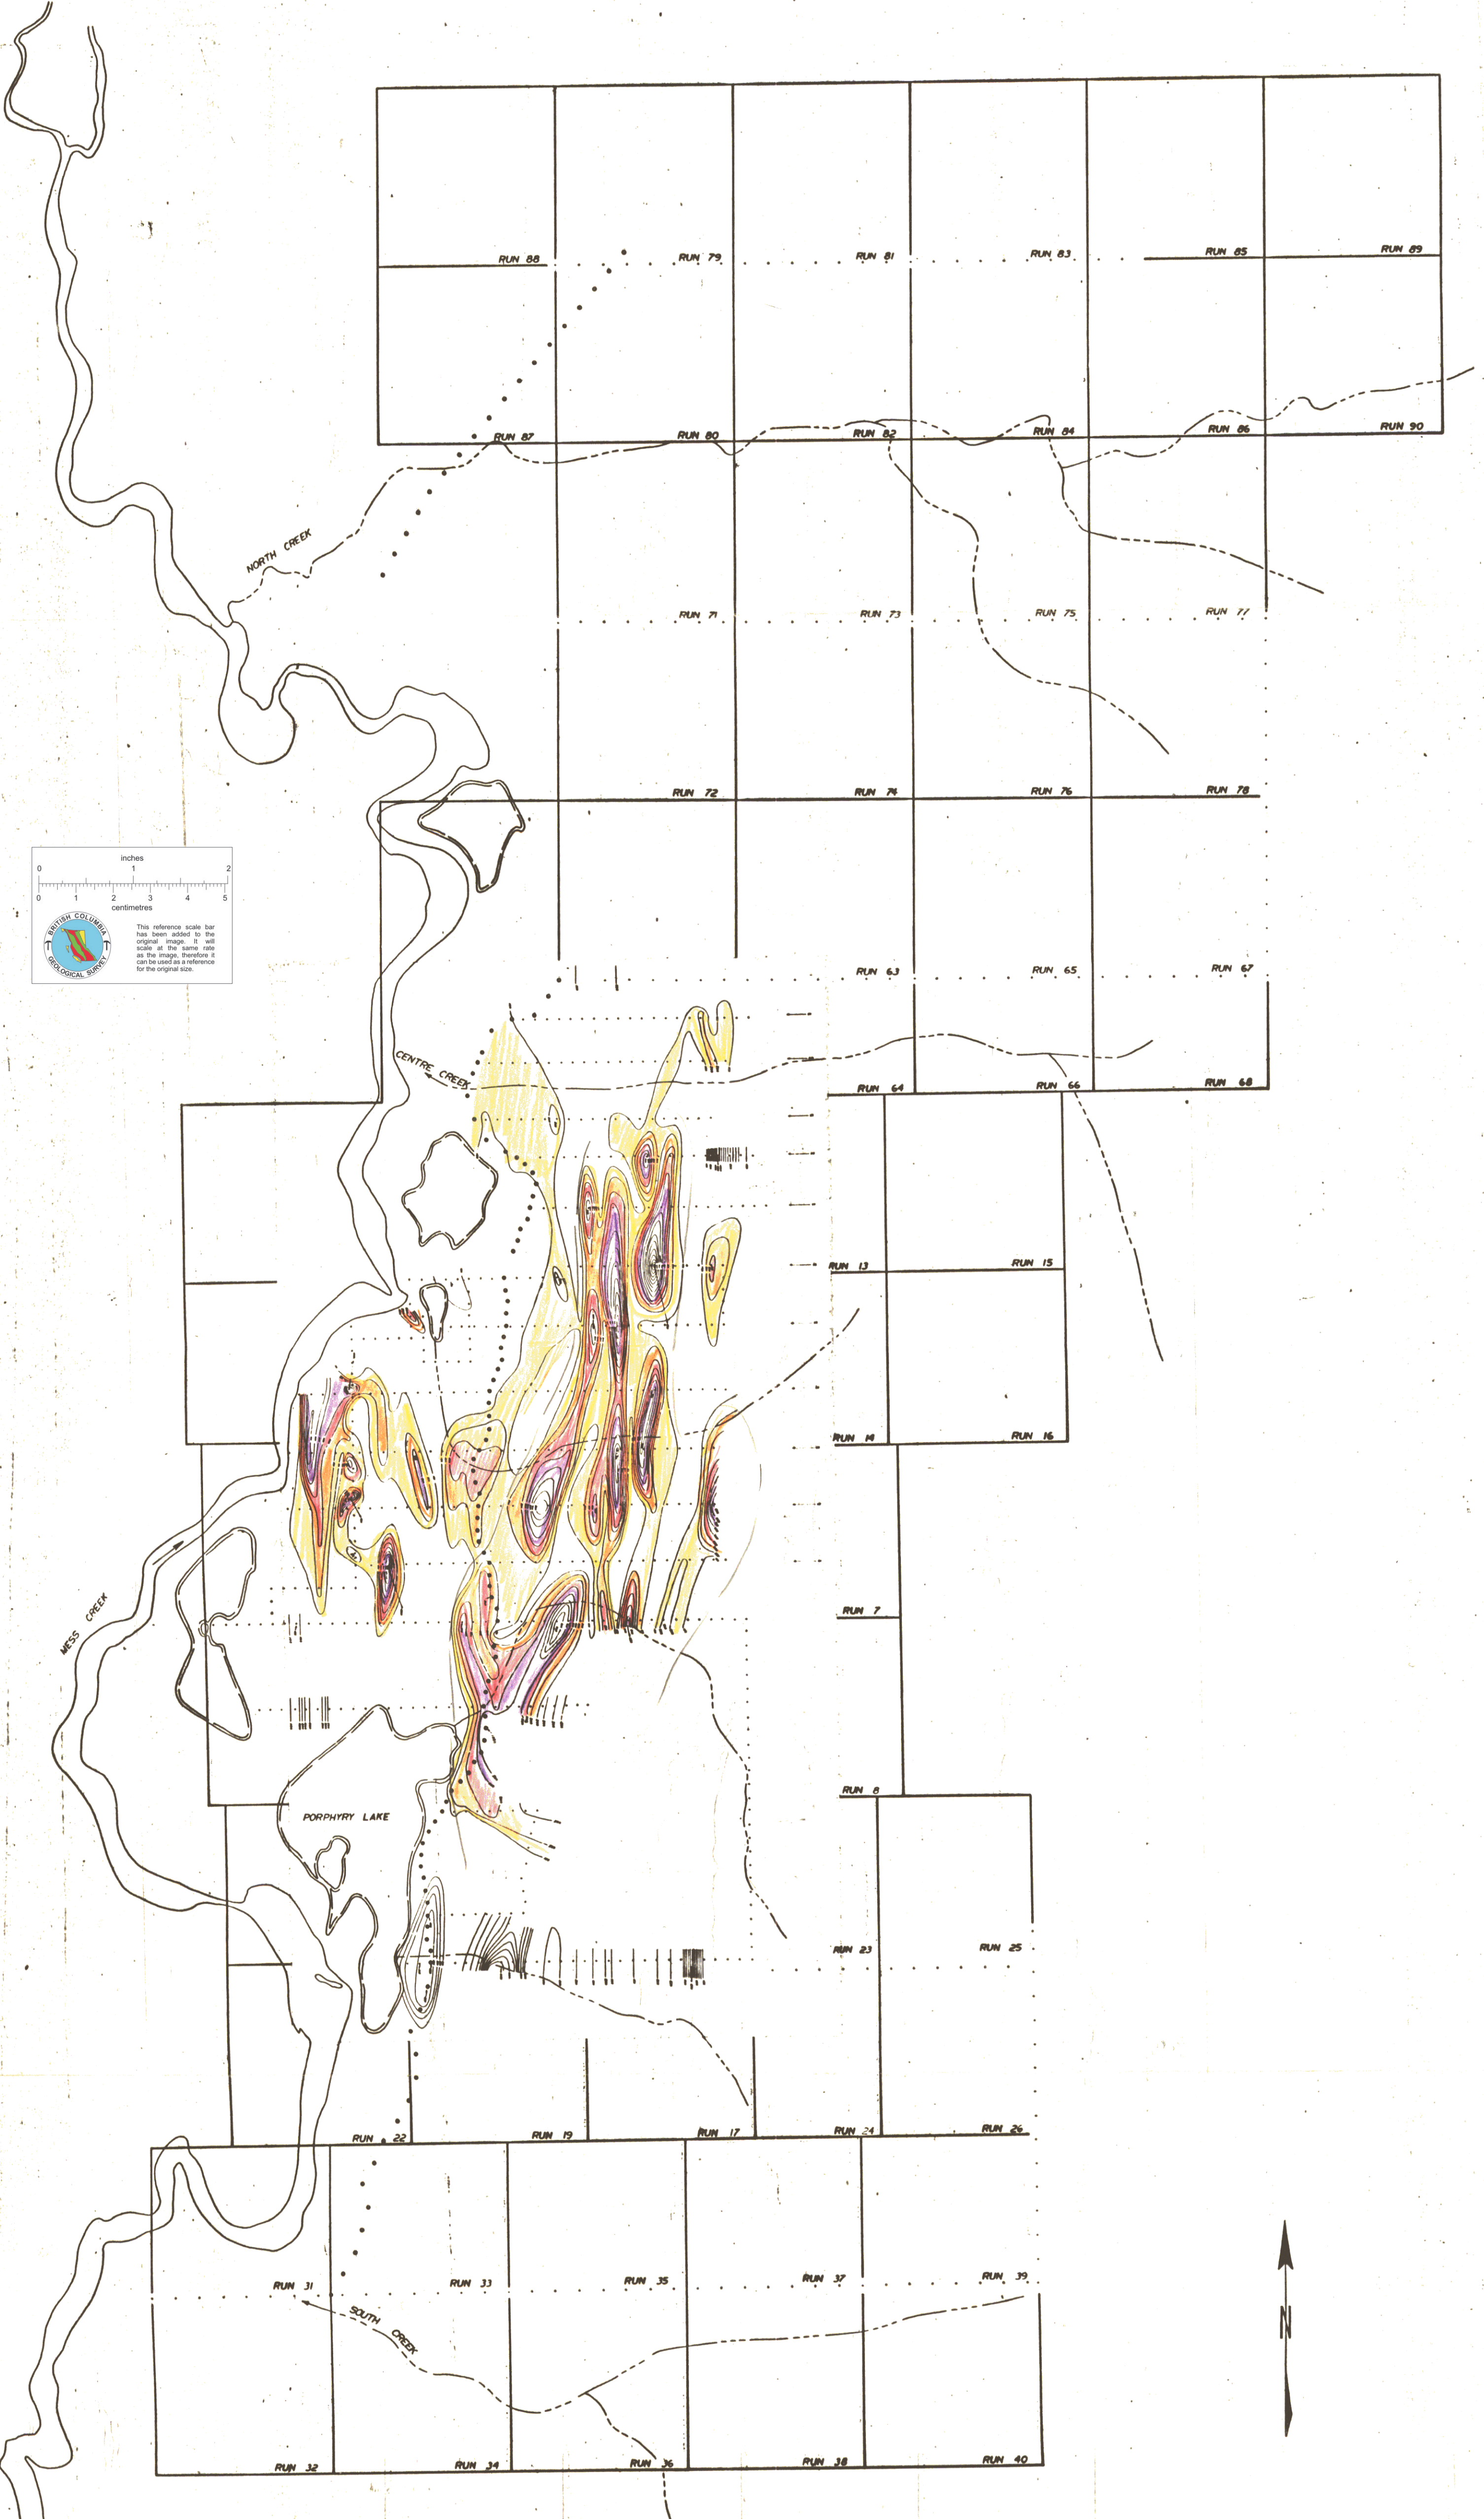 RUN 88
RUN 79
RUN 81
RUN 83
RUN 85
RUN 89
RUN 87
RUN 80
RUN 82
RUN 84
RUN 86
RUN 90
NORTH CREEK
RUN 71
RUN 73
RUN 75
RUN 77
RUN 72
RUN 74
RUN 76
RUN 78
inches
0 1 2
0 1 2 3 4 5
centimetres
BRITISH COLUMBIA
GEOLOGICAL SURVEY
This reference scale bar
has been added to the
original image. It will
scale at the same rate
as the image, therefore it
can be used as a reference
for the original size.
RUN 63
RUN 65
RUN 67
CENTRE CREEK
RUN 64
RUN 66
RUN 68
RUN 13
RUN 15
RUN 14
RUN 16
MESS CREEK
RUN 7
RUN 8
PORPHYRY LAKE
RUN 23
RUN 25
RUN 22
RUN 19
RUN 17
RUN 24
RUN 26
RUN 31
RUN 33
RUN 35
RUN 37
RUN 39
SOUTH CREEK
N
RUN 32
RUN 34
RUN 36
RUN 38
RUN 40